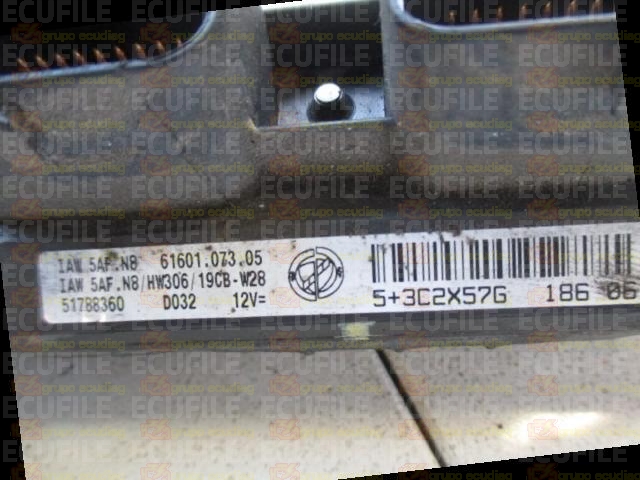 IAW 5AF.N8 61601.073.05
IAW 5AF.N8/HW306/19CB-W28
51788360 D032 12V=
5+3C2X57G 186 06
ECUFILE
grupo ecudisg